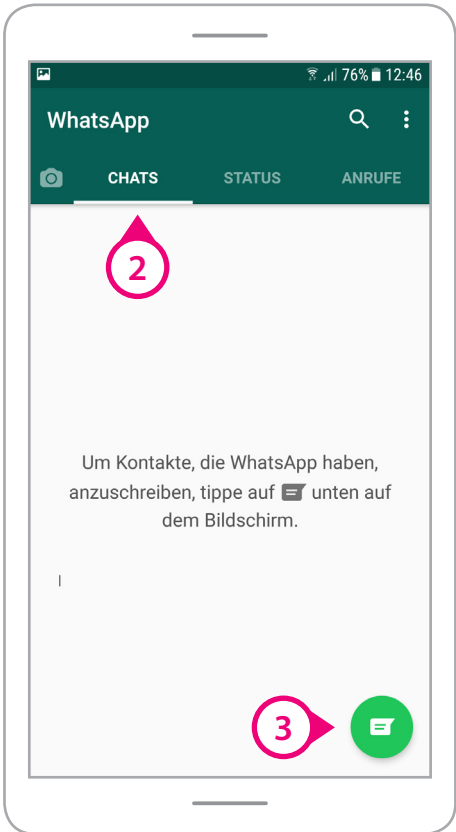 76% 12:46
WhatsApp
CHATS STATUS ANRUFE
2
Um Kontakte, die WhatsApp haben,
anzuschreiben, tippe auf unten auf
dem Bildschirm.
l
3